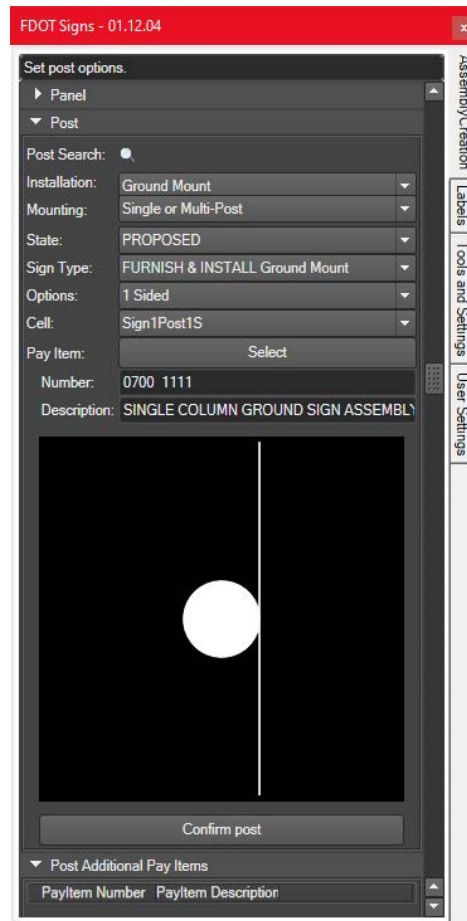 FDOT Signs - 01.12.04
x
Set post options.
Panel
Post
Post Search:
Installation: Ground Mount
Mounting: Single or Multi-Post
State: PROPOSED
Sign Type: FURNISH & INSTALL Ground Mount
Options: 1 Sided
Cell: Sign1Post1S
Pay Item: Select
Number: 0700 1111
Description: SINGLE COLUMN GROUND SIGN ASSEMBLY
Confirm post
Post Additional Pay Items
PayItem Number PayItem Description
AssemblyCreation
Labels
Tools and Settings
User Settings